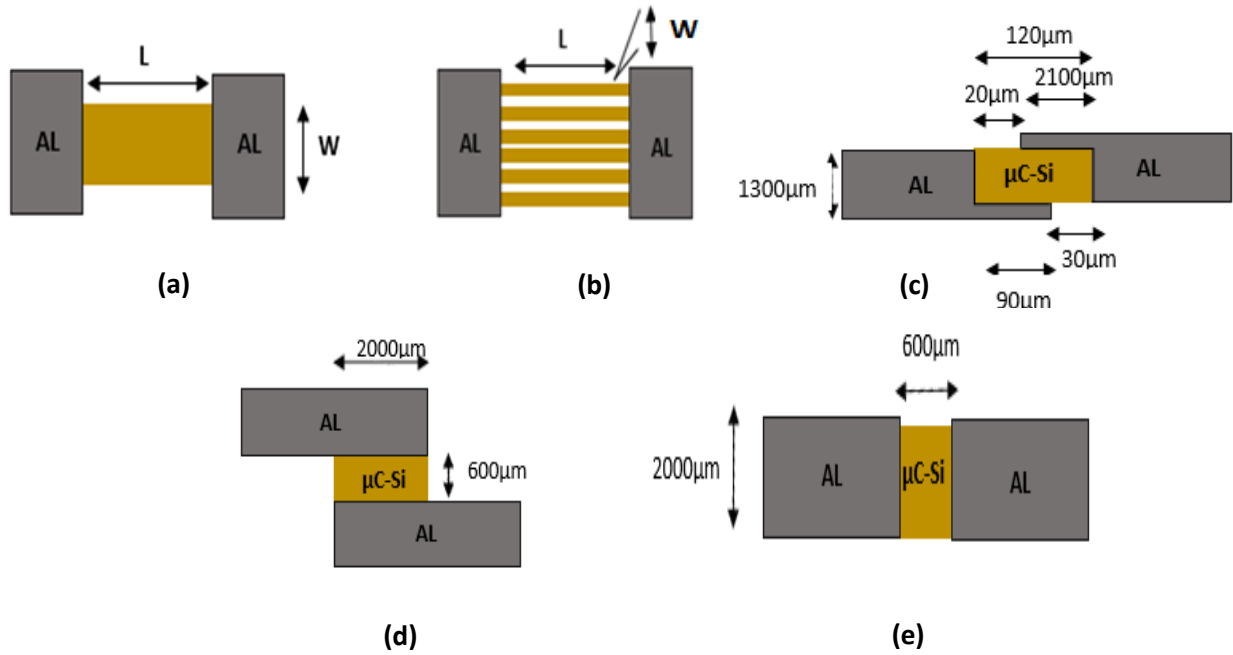 L
AL
AL
W
(a)
L
W
AL
AL
(b)
120µm
2100µm
20µm
1300µm
AL
µC-Si
AL
30µm
90µm
(c)
2000µm
AL
µC-Si
600µm
AL
(d)
600µm
2000µm
AL
µC-Si
AL
(e)